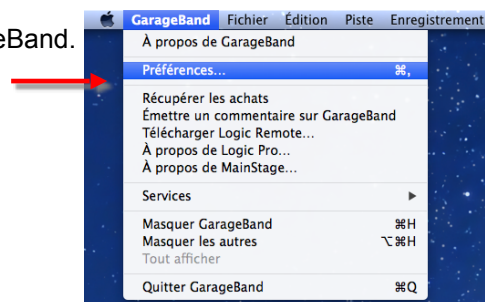 GarageBand Fichier Édition Piste Enregistrement
eBand.
À propos de GarageBand
Préférences... ⌘,
Récupérer les achats
Émettre un commentaire sur GarageBand
Télécharger Logic Remote...
À propos de Logic Pro...
À propos de MainStage...
Services ▶
Masquer GarageBand ⌘H
Masquer les autres ⌥⌘H
Tout afficher
Quitter GarageBand ⌘Q